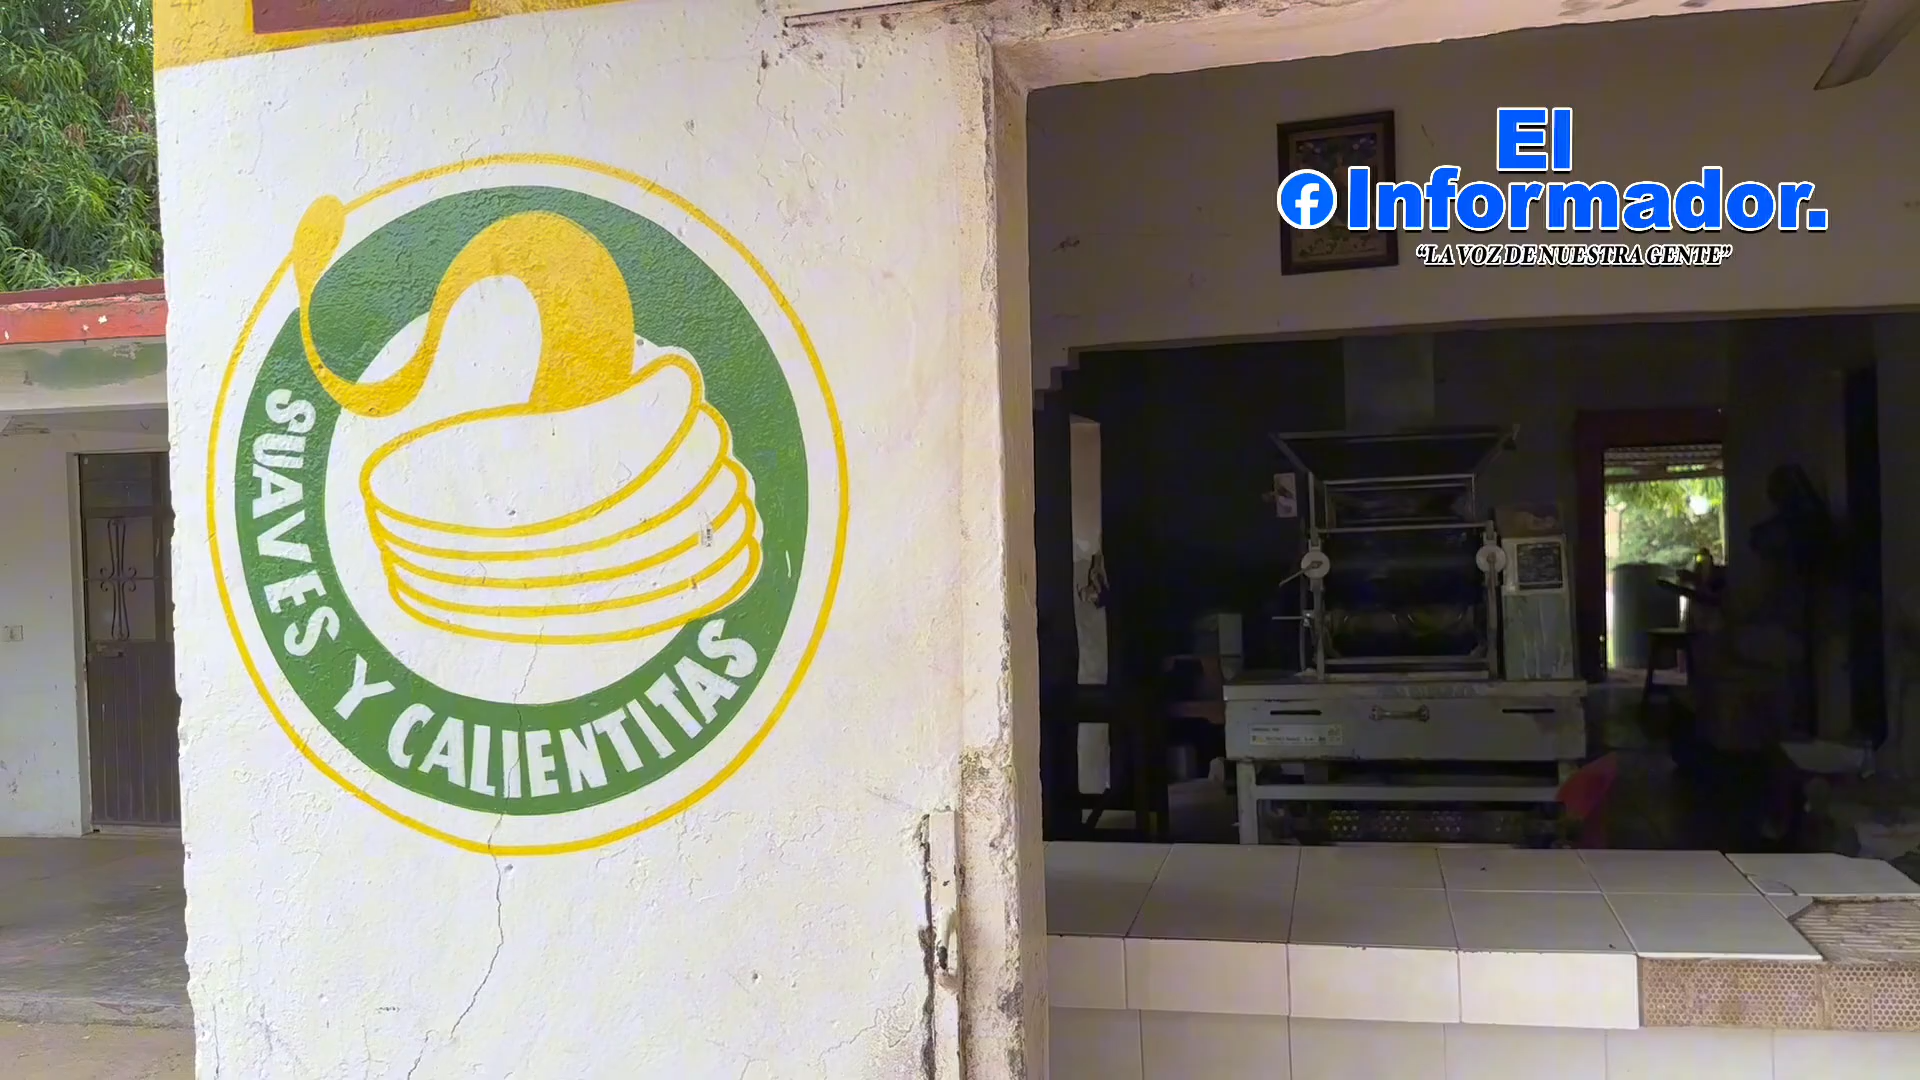 SUAVES Y CALIENTITAS
El
Informador.
“LA VOZ DE NUESTRA GENTE”